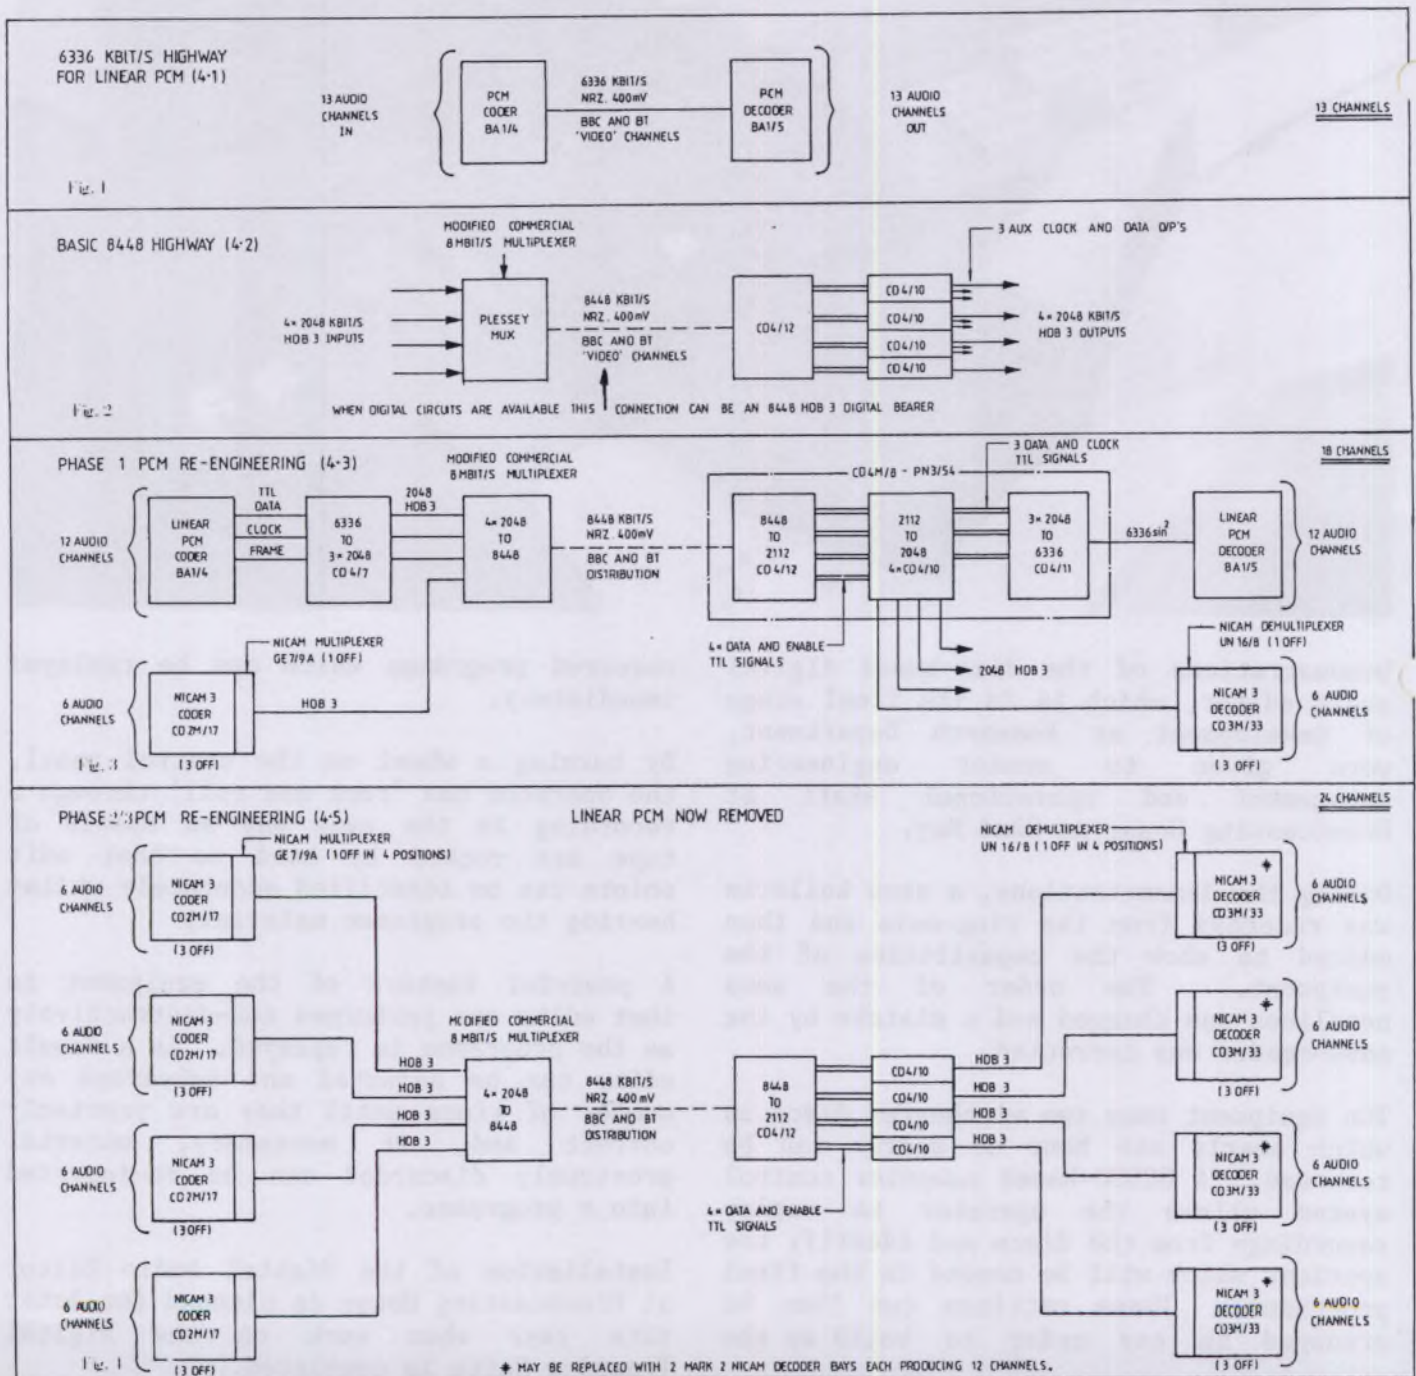 6336 KBIT/S HIGHWAY
FOR LINEAR PCM (4·1)
13 AUDIO
CHANNELS
IN
PCM
CODER
BA1/4
6336 KBIT/S
NRZ. 400mV
BBC AND BT
'VIDEO' CHANNELS
PCM
DECODER
BA1/5
13 AUDIO
CHANNELS
OUT
13 CHANNELS
Fig. 1
BASIC 8448 HIGHWAY (4·2)
MODIFIED COMMERCIAL
8 MBIT/S MULTIPLEXER
4× 2048 KBIT/S
HDB 3 INPUTS
PLESSEY
MUX
8448 KBIT/S
NRZ. 400mV
BBC AND BT
'VIDEO' CHANNELS
CD4/12
CD4/10
CD4/10
CD4/10
CD4/10
3 AUX CLOCK AND DATA O/P'S
4× 2048 KBIT/S
HDB 3 OUTPUTS
Fig. 2
WHEN DIGITAL CIRCUITS ARE AVAILABLE THIS CONNECTION CAN BE AN 8448 HDB 3 DIGITAL BEARER
PHASE 1 PCM RE-ENGINEERING (4·3)
18 CHANNELS
12 AUDIO
CHANNELS
LINEAR
PCM
CODER
BA1/4
TTL
DATA
CLOCK
FRAME
6336
TO
3× 2048
CD4/7
2048
HDB 3
MODIFIED COMMERCIAL
8 MBIT/S MULTIPLEXER
4× 2048
TO
8448
8448 KBIT/S
NRZ. 400mV
BBC AND BT
DISTRIBUTION
CD4M/8 - PN3/54
8448
TO
2112
CD4/12
2112
TO
2048
4×CD4/10
3 DATA AND CLOCK
TTL SIGNALS
3× 2048
TO
6336
CD4/11
6336sin²
LINEAR
PCM
DECODER
BA1/5
12 AUDIO
CHANNELS
4× DATA AND ENABLE
TTL SIGNALS
2048 HDB 3
NICAM MULTIPLEXER
GE7/9A (1 OFF)
6 AUDIO
CHANNELS
NICAM 3
CODER
CD2M/17
(3 OFF)
HDB 3
NICAM DEMULTIPLEXER
UN16/8 (1 OFF)
NICAM 3
DECODER
CD3M/33
(3 OFF)
6 AUDIO
CHANNELS
Fig. 3
PHASE 2/3 PCM RE-ENGINEERING (4·5)
LINEAR PCM NOW REMOVED
24 CHANNELS
NICAM MULTIPLEXER
GE7/9A (1 OFF IN 4 POSITIONS)
6 AUDIO
CHANNELS
NICAM 3
CODER
CD2M/17
(3 OFF)
6 AUDIO
CHANNELS
NICAM 3
CODER
CD2M/17
(3 OFF)
6 AUDIO
CHANNELS
NICAM 3
CODER
CD2M/17
(3 OFF)
6 AUDIO
CHANNELS
NICAM 3
CODER
CD2M/17
(3 OFF)
HDB 3
HDB 3
HDB 3
HDB 3
MODIFIED COMMERCIAL
8 MBIT/S MULTIPLEXER
4× 2048
TO
8448
8448 KBIT/S
NRZ. 400mV
BBC AND BT
DISTRIBUTION
8448
TO
2112
CD4/12
CD4/10
CD4/10
CD4/10
CD4/10
4× DATA AND ENABLE
TTL SIGNALS
HDB 3
HDB 3
HDB 3
HDB 3
NICAM DEMULTIPLEXER
UN 16/8 (1 OFF IN 4 POSITIONS)
NICAM 3
DECODER
CD3M/33
(3 OFF)
6 AUDIO
CHANNELS
NICAM 3
DECODER
CD3M/33
(3 OFF)
6 AUDIO
CHANNELS
NICAM 3
DECODER
CD3M/33
(3 OFF)
6 AUDIO
CHANNELS
NICAM 3
DECODER
CD3M/33
(3 OFF)
6 AUDIO
CHANNELS
Fig. 4
* MAY BE REPLACED WITH 2 MARK 2 NICAM DECODER BAYS EACH PRODUCING 12 CHANNELS.